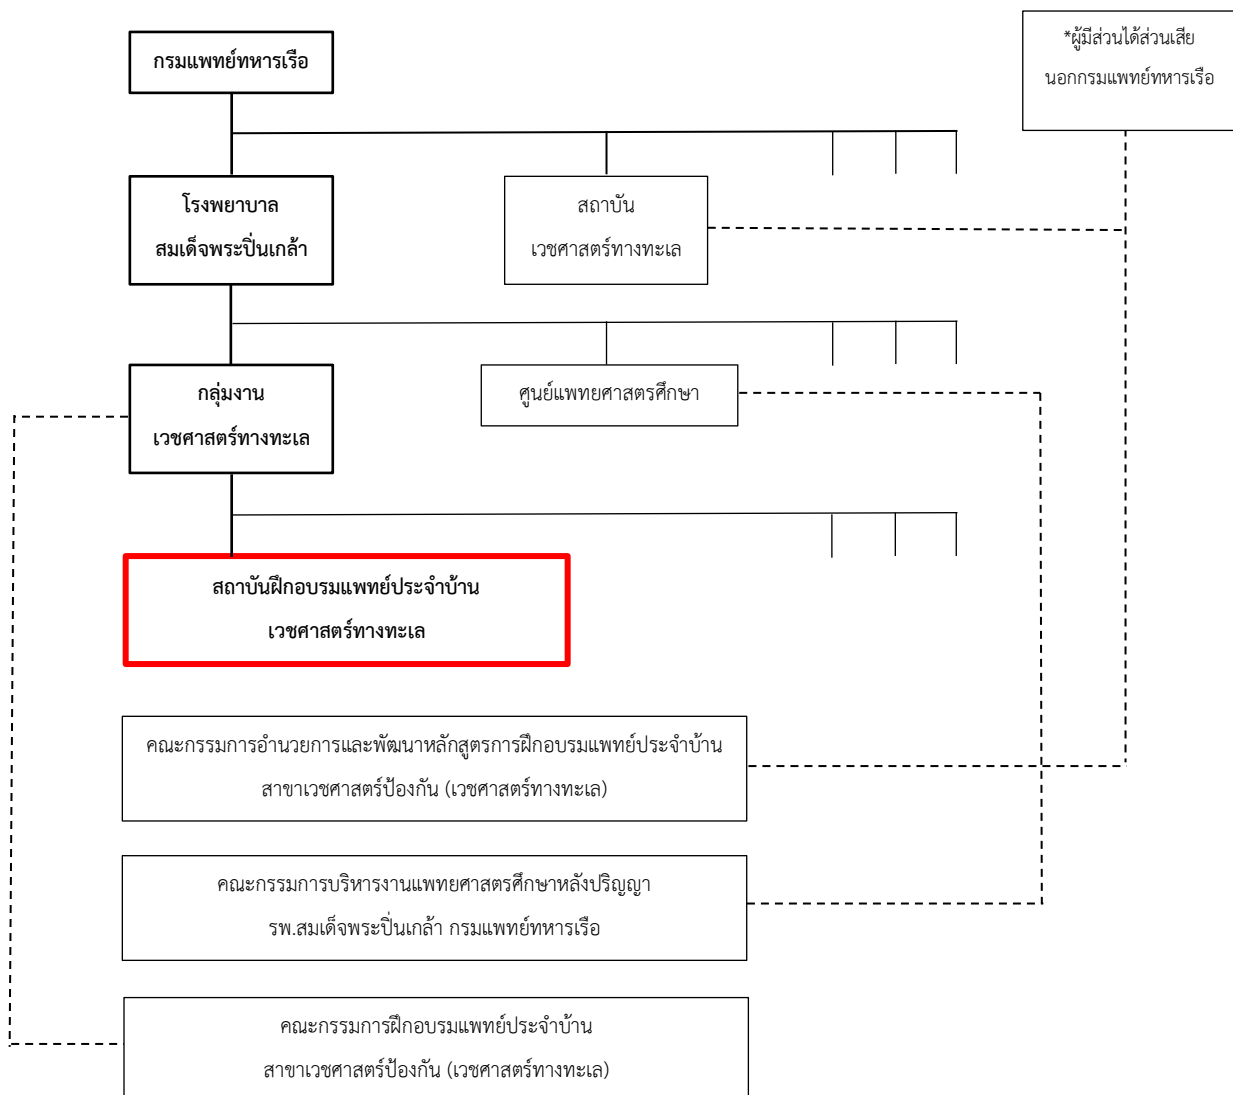 กรมแพทย์ทหารเรือ
*ผู้มีส่วนได้ส่วนเสีย
นอกกรมแพทย์ทหารเรือ
โรงพยาบาล
สมเด็จพระปิ่นเกล้า
สถาบัน
เวชศาสตร์ทางทะเล
กลุ่มงาน
เวชศาสตร์ทางทะเล
ศูนย์แพทยศาสตรศึกษา
สถาบันฝึกอบรมแพทย์ประจำบ้าน
เวชศาสตร์ทางทะเล
คณะกรรมการอำนวยการและพัฒนาหลักสูตรการฝึกอบรมแพทย์ประจำบ้าน
สาขาเวชศาสตร์ป้องกัน (เวชศาสตร์ทางทะเล)
คณะกรรมการบริหารงานแพทยศาสตรศึกษาหลังปริญญา
รพ.สมเด็จพระปิ่นเกล้า กรมแพทย์ทหารเรือ
คณะกรรมการฝึกอบรมแพทย์ประจำบ้าน
สาขาเวชศาสตร์ป้องกัน (เวชศาสตร์ทางทะเล)